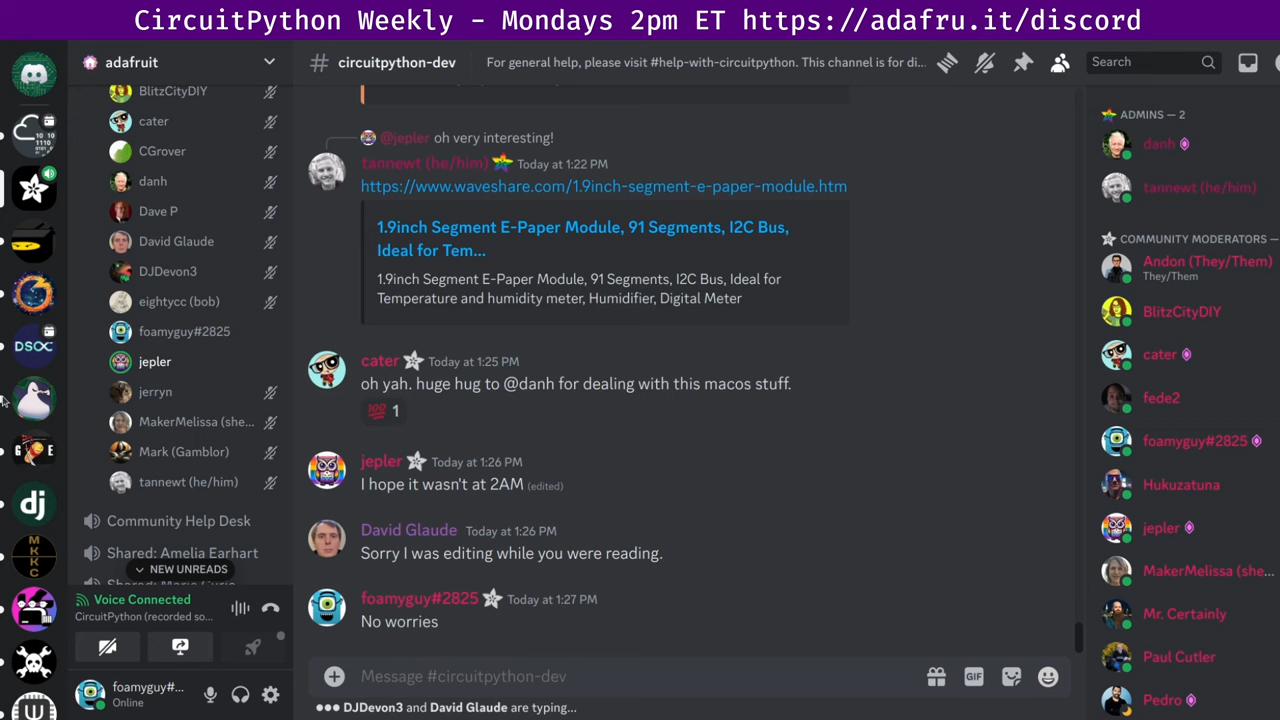 CircuitPython Weekly - Mondays 2pm ET https://adafru.it/discord
adafruit
BlitzCityDIY
cater
CGrover
danh
Dave P
David Glaude
DJDevon3
eightycc (bob)
foamyguy#2825
jepler
jerryn
MakerMelissa (she...
Mark (Gamblor)
tannewt (he/him)
Community Help Desk
Shared: Amelia Earhart
NEW UNREADS
Voice Connected
CircuitPython (recorded so...
foamyguy#...
Online
DSOC
G E
dj
MK
KC
circuitpython-dev
For general help, please visit #help-with-circuitpython. This channel is for di...
Search
@jepler oh very interesting!
tannewt (he/him) Today at 1:22 PM
https://www.waveshare.com/1.9inch-segment-e-paper-module.htm
1.9inch Segment E-Paper Module, 91 Segments, I2C Bus,
Ideal for Tem...
1.9inch Segment E-Paper Module, 91 Segments, I2C Bus, Ideal for
Temperature and humidity meter, Humidifier, Digital Meter
cater Today at 1:25 PM
oh yah. huge hug to @danh for dealing with this macos stuff.
100 1
jepler Today at 1:26 PM
I hope it wasn't at 2AM (edited)
David Glaude Today at 1:26 PM
Sorry I was editing while you were reading.
foamyguy#2825 Today at 1:27 PM
No worries
Message #circuitpython-dev
GIF
DJDevon3 and David Glaude are typing...
ADMINS — 2
danh
tannewt (he/him)
COMMUNITY MODERATORS —
Andon (They/Them)
They/Them
BlitzCityDIY
cater
fede2
foamyguy#2825
Hukuzatuna
jepler
MakerMelissa (she...
Mr. Certainly
Paul Cutler
Pedro